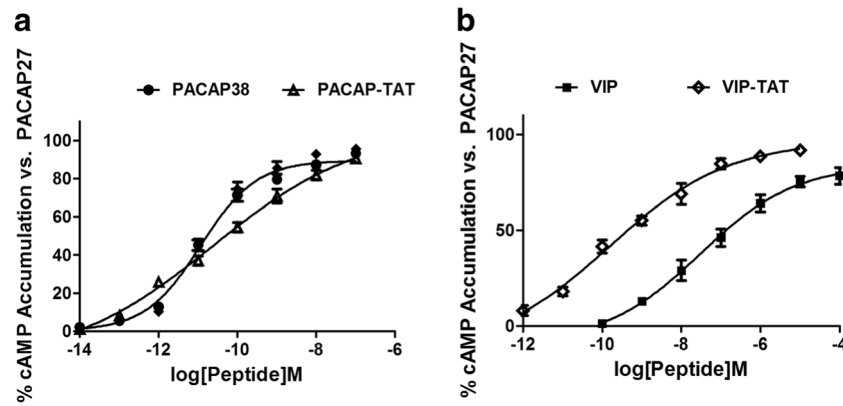 a
% cAMP Accumulation vs. PACAP27
PACAP38 PACAP-TAT
100
80
60
40
20
0
-14 -12 -10 -8 -6
log[Peptide]M
b
% cAMP Accumulation vs. PACAP27
VIP VIP-TAT
100
50
0
-12 -10 -8 -6 -4
log[Peptide]M